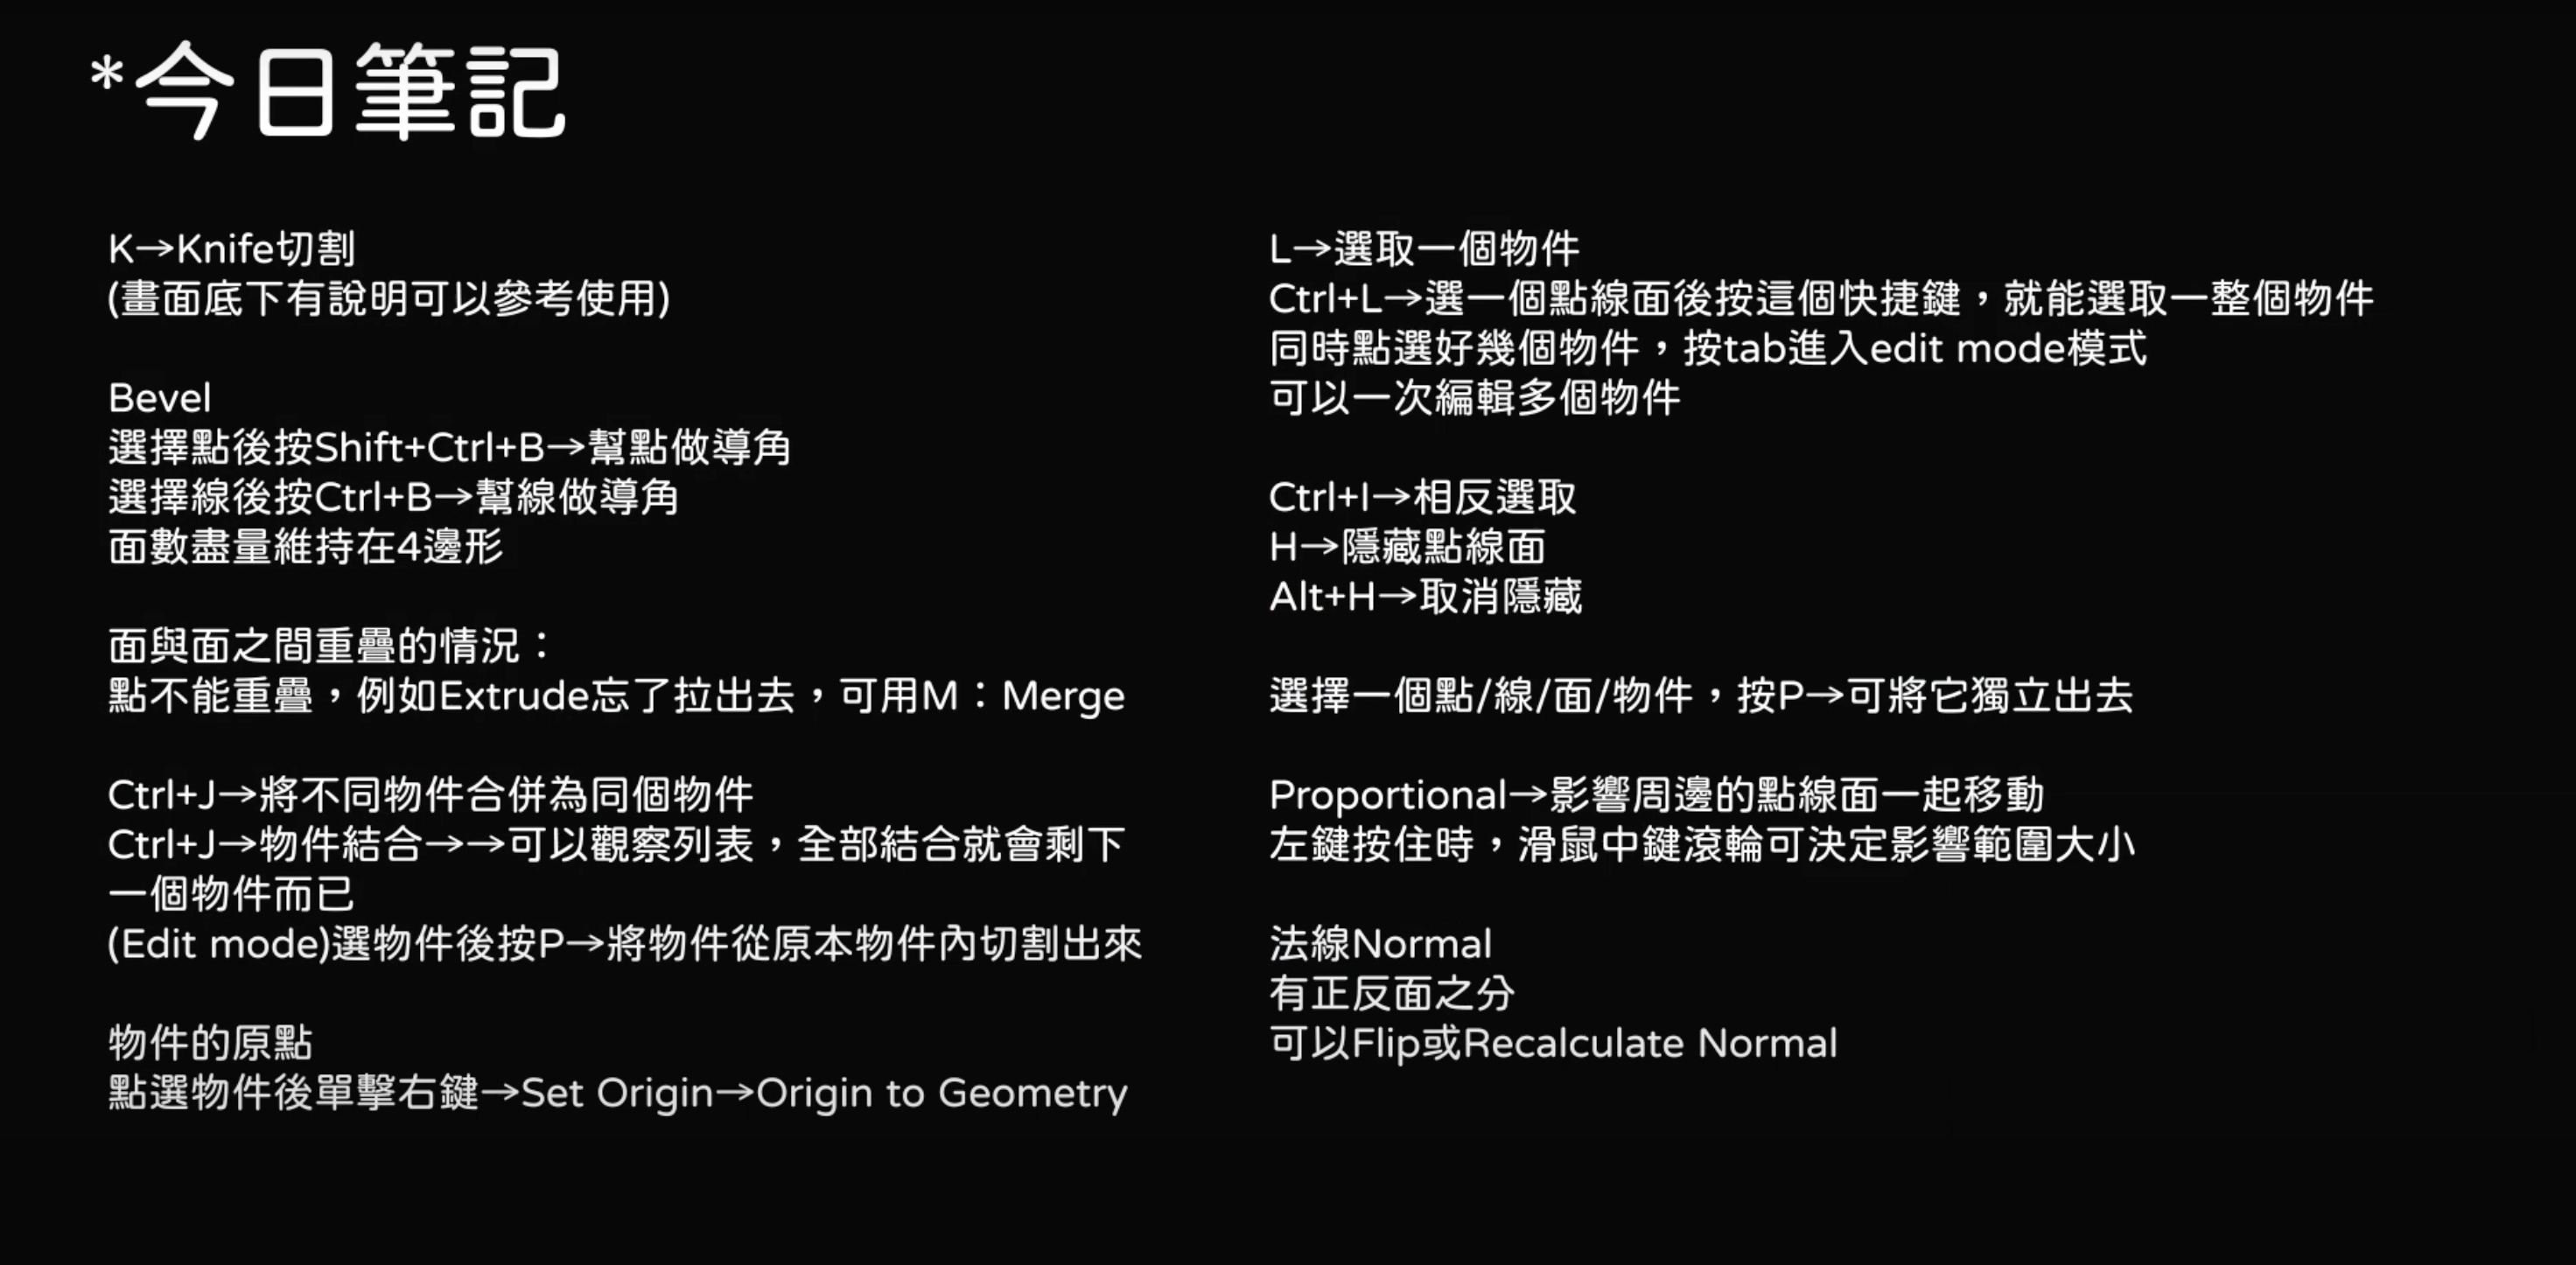 *今日筆記
K→Knife切割
(畫面底下有說明可以參考使用)
Bevel
選擇點後按Shift+Ctrl+B→幫點做導角
選擇線後按Ctrl+B→幫線做導角
面數盡量維持在4邊形
面與面之間重疊的情況：
點不能重疊，例如Extrude忘了拉出去，可用M：Merge
Ctrl+J→將不同物件合併為同個物件
Ctrl+J→物件結合→→可以觀察列表，全部結合就會剩下
一個物件而已
(Edit mode)選物件後按P→將物件從原本物件內切割出來
物件的原點
點選物件後單擊右鍵→Set Origin→Origin to Geometry
L→選取一個物件
Ctrl+L→選一個點線面後按這個快捷鍵，就能選取一整個物件
同時點選好幾個物件，按tab進入edit mode模式
可以一次編輯多個物件
Ctrl+I→相反選取
H→隱藏點線面
Alt+H→取消隱藏
選擇一個點/線/面/物件，按P→可將它獨立出去
Proportional→影響周邊的點線面一起移動
左鍵按住時，滑鼠中鍵滾輪可決定影響範圍大小
法線Normal
有正反面之分
可以Flip或Recalculate Normal